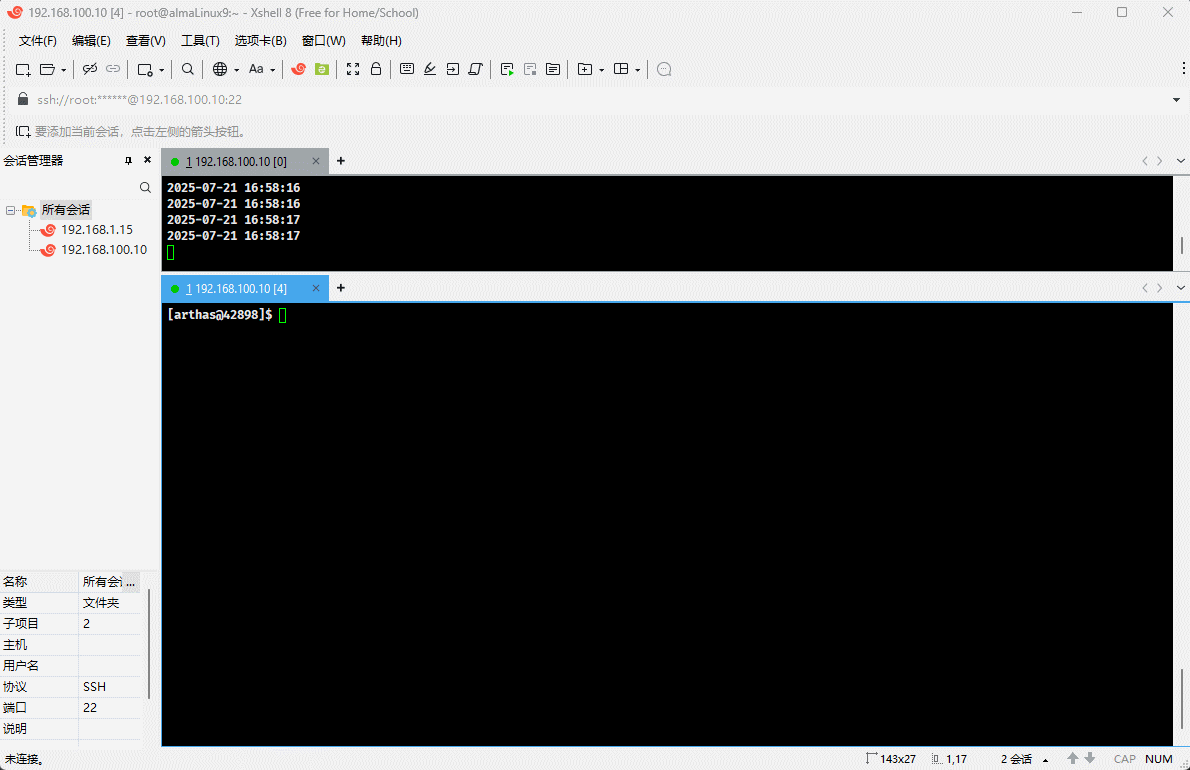 192.168.100.10 [4] - root@almaLinux9:~ - Xshell 8 (Free for Home/School)
文件(F) 编辑(E) 查看(V) 工具(T) 选项卡(B) 窗口(W) 帮助(H)
Aa
ssh://root:******@192.168.100.10:22
要添加当前会话，点击左侧的箭头按钮。
会话管理器
1 192.168.100.10 [0]
所有会话
192.168.1.15
192.168.100.10
2025-07-21 16:58:16
2025-07-21 16:58:16
2025-07-21 16:58:17
2025-07-21 16:58:17
1 192.168.100.10 [4]
[arthas@42898]$
名称 所有会话 ...
类型 文件夹
子项目 2
主机
用户名
协议 SSH
端口 22
说明
未连接。 143x27 1,17 2 会话 CAP NUM